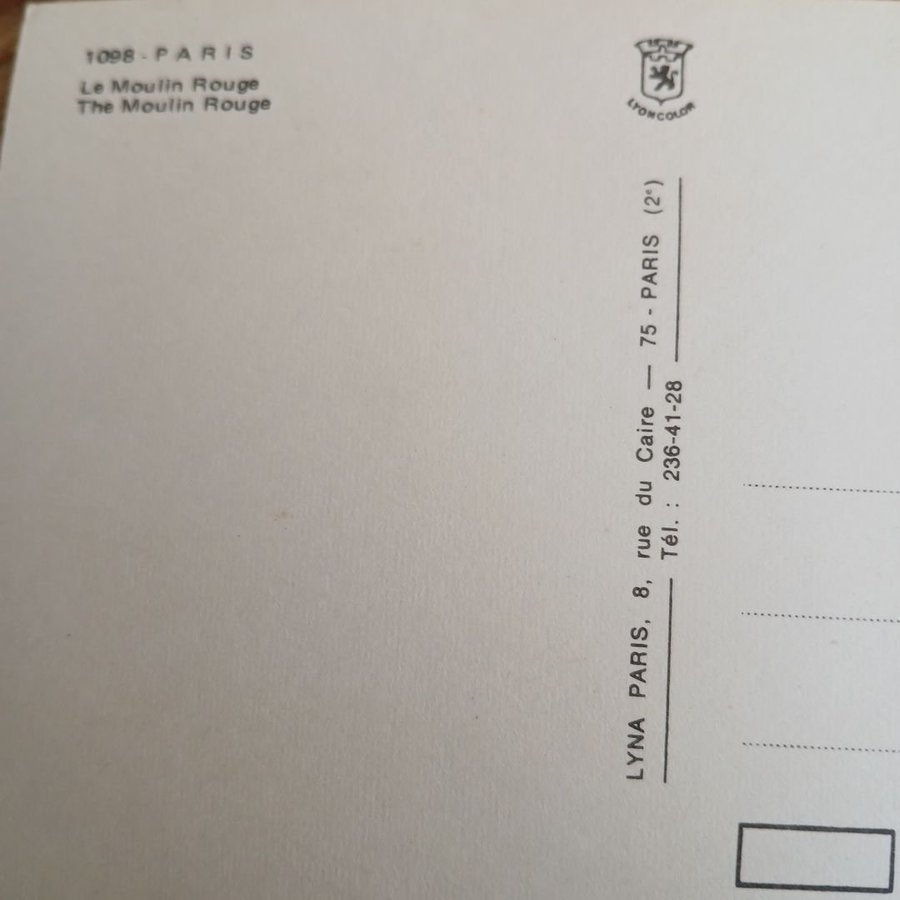 1098 - PARIS
Le Moulin Rouge
The Moulin Rouge
LYONCOLOR
LYNA PARIS, 8, rue du Caire — 75 - PARIS (2e)
Tél. : 236-41-28